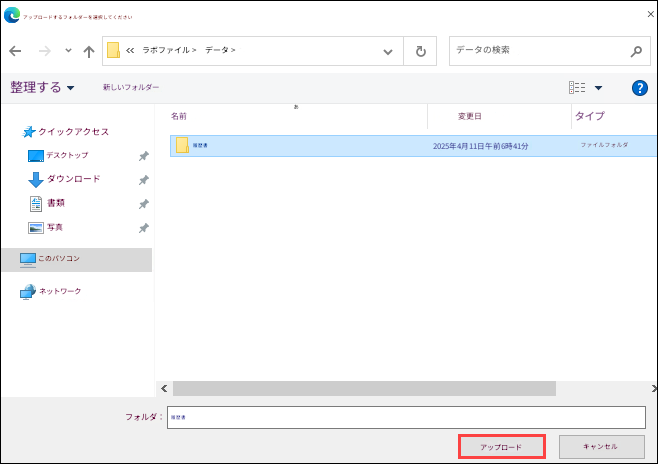 アップロードするフォルダーを選択してください
<< ラボファイル > データ >
データの検索
整理する
新しいフォルダー
?
あ
名前 変更日 タイプ
クイックアクセス
デスクトップ
ダウンロード
書類
写真
このパソコン
ネットワーク
履歴書 2025年4月11日午前6時41分 ファイルフォルダ
フォルダ：
履歴書
アップロード
キャンセル